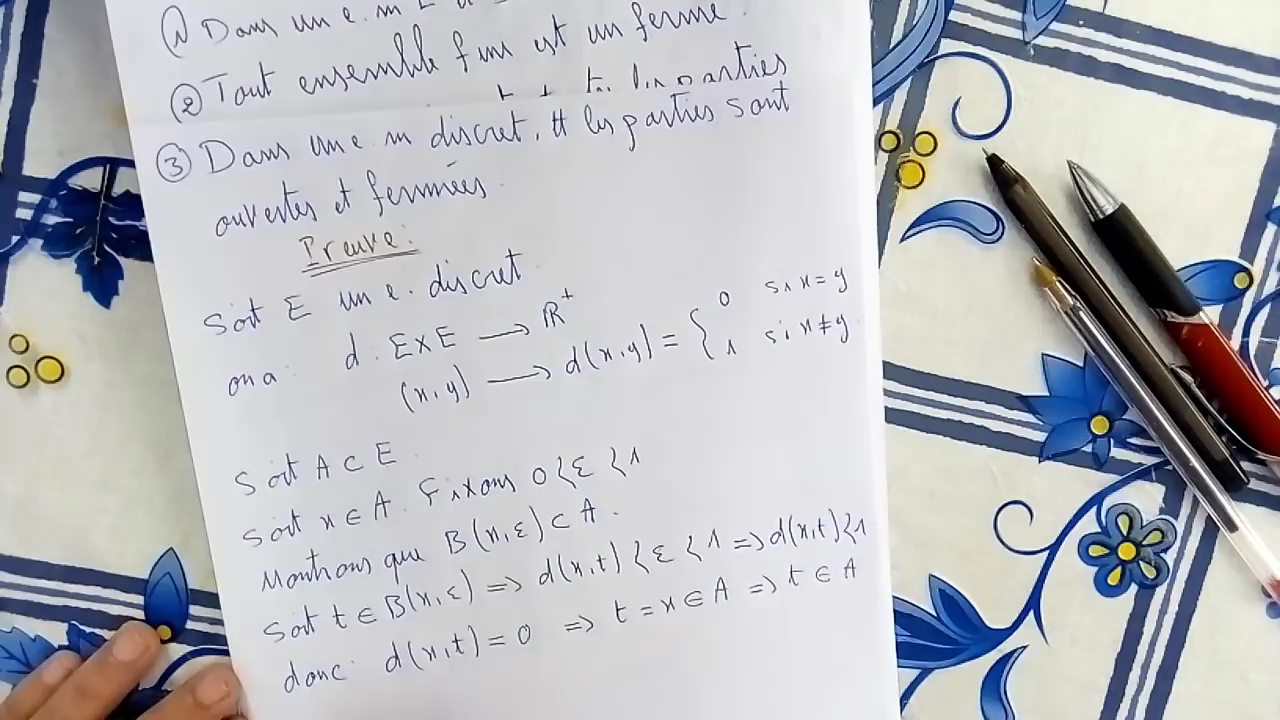 ① Dans un e. m
② Tout ensemble fini est un fermé.
les parties
③ Dans un e m discret, tt les parties sont
ouvertes et fermées.
Preuve:
Soit E un e. discret
on a: d: E×E ⟶ ℝ⁺
(x,y) ⟶ d(x,y) = { 0 si x=y
1 si x≠y.
Soit A ⊂ E.
Soit x ∈ A. Fixons 0<ε<1
Montrons que B(x,ε) ⊂ A.
Soit t ∈ B(x,ε) ⇒ d(x,t)<ε<1 ⇒ d(x,t)<1
donc: d(x,t) = 0 ⇒ t = x ∈ A ⇒ t ∈ A